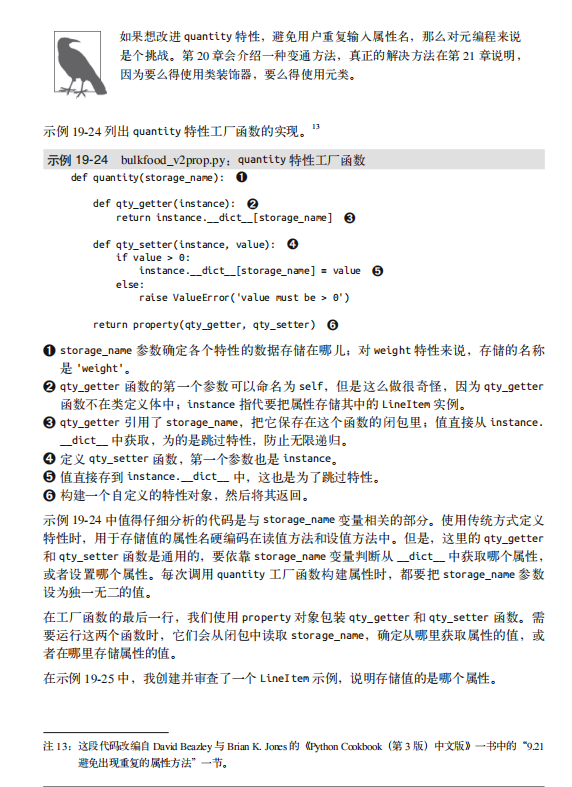 如果想改进 quantity 特性，避免用户重复输入属性名，那么对元编程来说
是个挑战。第 20 章会介绍一种变通方法，真正的解决方法在第 21 章说明，
因为要么得使用类装饰器，要么得使用元类。
示例 19-24 列出 quantity 特性工厂函数的实现。13
示例 19-24　bulkfood_v2prop.py：quantity 特性工厂函数
def quantity(storage_name): ❶
def qty_getter(instance): ❷
return instance.__dict__[storage_name] ❸
def qty_setter(instance, value): ❹
if value > 0:
instance.__dict__[storage_name] = value ❺
else:
raise ValueError('value must be > 0')
return property(qty_getter, qty_setter) ❻
❶ storage_name 参数确定各个特性的数据存储在哪儿；对 weight 特性来说，存储的名称
是 'weight'。
❷ qty_getter 函数的第一个参数可以命名为 self，但是这么做很奇怪，因为 qty_getter
函数不在类定义体中；instance 指代要把属性存储其中的 LineItem 实例。
❸ qty_getter 引用了 storage_name，把它保存在这个函数的闭包里；值直接从 instance.
__dict__ 中获取，为的是跳过特性，防止无限递归。
❹ 定义 qty_setter 函数，第一个参数也是 instance。
❺ 值直接存到 instance.__dict__ 中，这也是为了跳过特性。
❻ 构建一个自定义的特性对象，然后将其返回。
示例 19-24 中值得仔细分析的代码是与 storage_name 变量相关的部分。使用传统方式定义
特性时，用于存储值的属性名硬编码在读值方法和设值方法中。但是，这里的 qty_getter
和 qty_setter 函数是通用的，要依靠 storage_name 变量判断从 __dict__ 中获取哪个属性，
或者设置哪个属性。每次调用 quantity 工厂函数构建属性时，都要把 storage_name 参数
设为独一无二的值。
在工厂函数的最后一行，我们使用 property 对象包装 qty_getter 和 qty_setter 函数。需
要运行这两个函数时，它们会从闭包中读取 storage_name，确定从哪里获取属性的值，或
者在哪里存储属性的值。
在示例 19-25 中，我创建并审查了一个 LineItem 示例，说明存储值的是哪个属性。
注 13：这段代码改编自 David Beazley 与 Brian K. Jones 的《Python Cookbook（第 3 版）中文版》一书中的“9.21
避免出现重复的属性方法”一节。